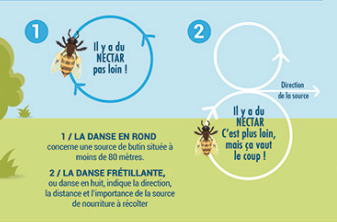 1
Il y a du
NECTAR
pas loin !
2
Direction
de la source
Il y a du
NECTAR
C'est plus loin,
mais ça vaut
le coup !
1 / LA DANSE EN ROND
concerne une source de butin située à
moins de 80 mètres.
2 / LA DANSE FRÉTILLANTE,
ou danse en huit, indique la direction,
la distance et l'importance de la source
de nourriture à récolter